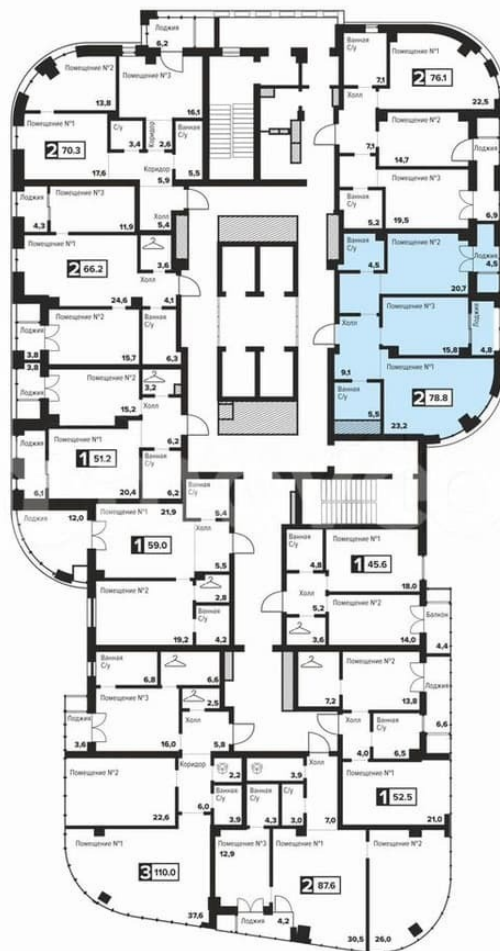 Лоджия
6,2
Помещение №2
13,8
Помещение №3
16,1
Помещение №1
2 70.3
17,6
С/у
3,4
Коридор
2,6
Ванная
С/у
5,5
Коридор
5,9
Лоджия
4,3
Помещение №3
11,9
Холл
5,4
Помещение №1
2 66.2
24,6
3,6
Холл
4,1
Лоджия
3,8
Помещение №2
15,7
Ванная
С/у
6,3
3,8
Лоджия
Помещение №2
15,2
3,2
Холл
6,2
Лоджия
6,1
Помещение №1
1 51.2
20,4
Ванная
С/у
6,2
Ванная
С/у
7,1
Помещение №1
2 76.1
22,5
Холл
7,1
Помещение №2
14,7
Лоджия
6,9
Помещение №3
19,5
Ванная
С/у
5,2
Ванная
С/у
4,5
Помещение №2
20,7
Лоджия
4,5
Помещение №3
15,8
Лоджия
4,8
Холл
9,1
Помещение №1
2 78.8
23,2
Ванная
С/у
5,5
Лоджия
12,0
Помещение №1
21,9
1 59.0
Холл
5,4
5,5
2,8
Помещение №2
19,2
Ванная
С/у
4,2
Ванная
С/у
4,8
Помещение №1
1 45.6
18,0
Холл
5,2
3,6
Помещение №2
14,0
Балкон
4,4
Ванная
С/у
6,8
6,6
2,5
Помещение №3
16,0
Лоджия
3,6
Холл
5,8
Помещение №2
22,6
Коридор
6,0
2,2
Ванная
С/у
3,9
Помещение №1
3 110.0
37,6
7,2
Помещение №2
13,8
Лоджия
6,6
Холл
4,0
Ванная
С/у
6,5
Помещение №1
1 52.5
21,0
3,9
Холл
7,0
Ванная
С/у
4,3
С/у
3,0
Помещение №3
12,9
Помещение №1
2 87.6
30,5
Лоджия
4,2
Помещение №2
26,0